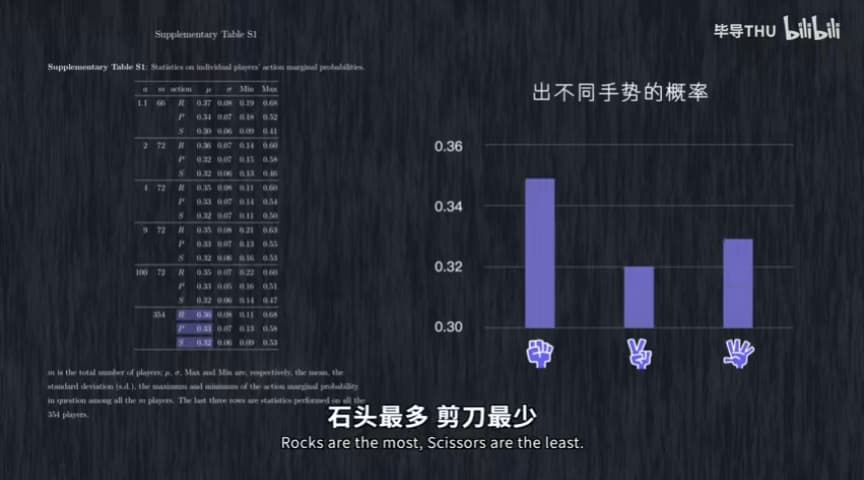 毕导THU bilibili
Supplementary Table S1
Supplementary Table S1: Statistics on individual players' action marginal probabilities.
a m action μ σ Min Max
1.1 66 R 0.37 0.08 0.19 0.68
P 0.34 0.07 0.18 0.52
S 0.30 0.06 0.09 0.41
2 72 R 0.36 0.07 0.14 0.60
P 0.32 0.07 0.15 0.58
S 0.32 0.06 0.13 0.46
4 72 R 0.35 0.08 0.11 0.60
P 0.33 0.07 0.14 0.54
S 0.32 0.07 0.11 0.50
9 72 R 0.35 0.08 0.21 0.63
P 0.33 0.07 0.13 0.55
S 0.32 0.06 0.16 0.53
100 72 R 0.35 0.07 0.22 0.60
P 0.33 0.05 0.16 0.51
S 0.32 0.06 0.14 0.47
354 R 0.36 0.08 0.11 0.68
P 0.33 0.07 0.13 0.58
S 0.32 0.06 0.09 0.53
m is the total number of players; μ, σ, Max and Min are, respectively, the mean, the
standard deviation (s.d.), the maximum and minimum of the action marginal probability
in question among all the m players. The last three rows are statistics performed on all the
354 players.
出不同手势的概率
0.36
0.34
0.32
0.30
石头最多 剪刀最少
Rocks are the most, Scissors are the least.